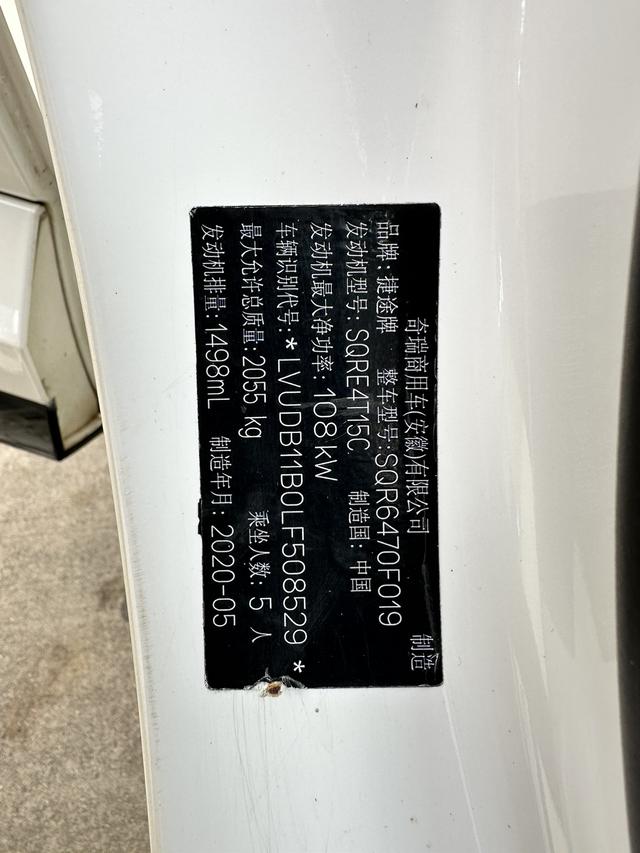 奇瑞商用车(安徽)有限公司 制造
品牌: 捷途牌 整车型号: SQR6470F019
发动机型号: SQRE4T15C 制造国: 中国
发动机最大净功率: 108 kW
车辆识别代号: *LVUDB11B0LF508529*
最大允许总质量: 2055 kg 乘坐人数: 5 人
发动机排量: 1498mL 制造年月: 2020-05